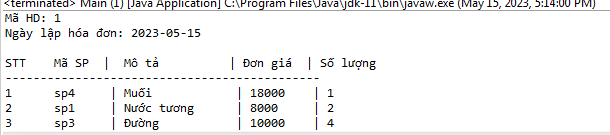 <terminated> Main (1) [Java Application] C:\Program Files\Java\jdk-11\bin\javaw.exe (May 15, 2023, 5:14:00 PM)
Mã HD: 1
Ngày lập hóa đơn: 2023-05-15
STT Mã SP | Mô tả | Đơn giá | Số lượng
------------------------------------------
1 sp4 | Muối | 18000 | 1
2 sp1 | Nước tương | 8000 | 2
3 sp3 | Đường | 10000 | 4